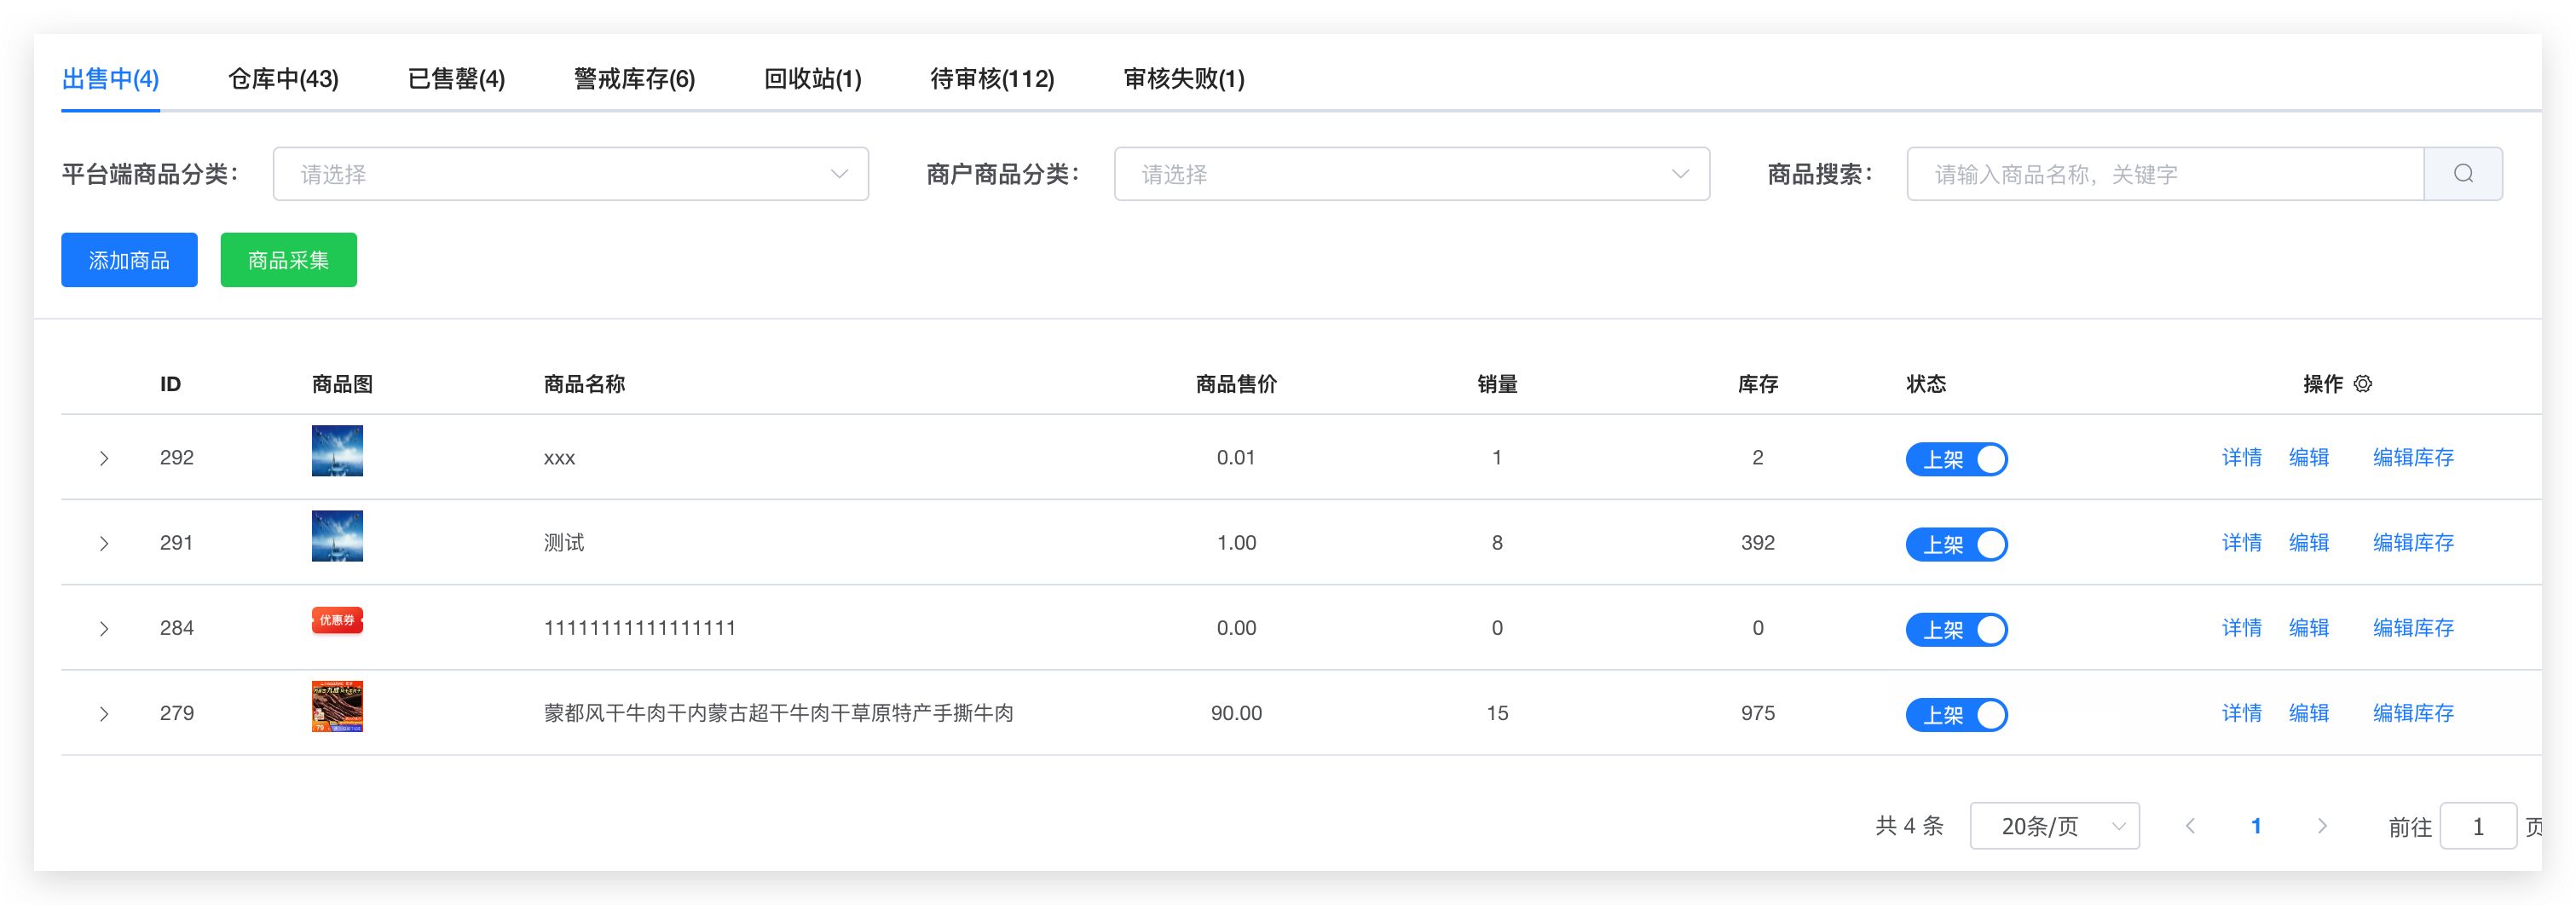 出售中(4) 仓库中(43) 已售罄(4) 警戒库存(6) 回收站(1) 待审核(112) 审核失败(1)
平台端商品分类： 请选择 商户商品分类： 请选择 商品搜索： 请输入商品名称，关键字
添加商品 商品采集
ID 商品图 商品名称 商品售价 销量 库存 状态 操作
292 xxx 0.01 1 2 上架 详情 编辑 编辑库存
291 测试 1.00 8 392 上架 详情 编辑 编辑库存
284 优惠券 11111111111111111 0.00 0 0 上架 详情 编辑 编辑库存
279 蒙都风干牛肉干内蒙古超干牛肉干草原特产手撕牛肉 90.00 15 975 上架 详情 编辑 编辑库存
共 4 条 20条/页 1 前往 1 页